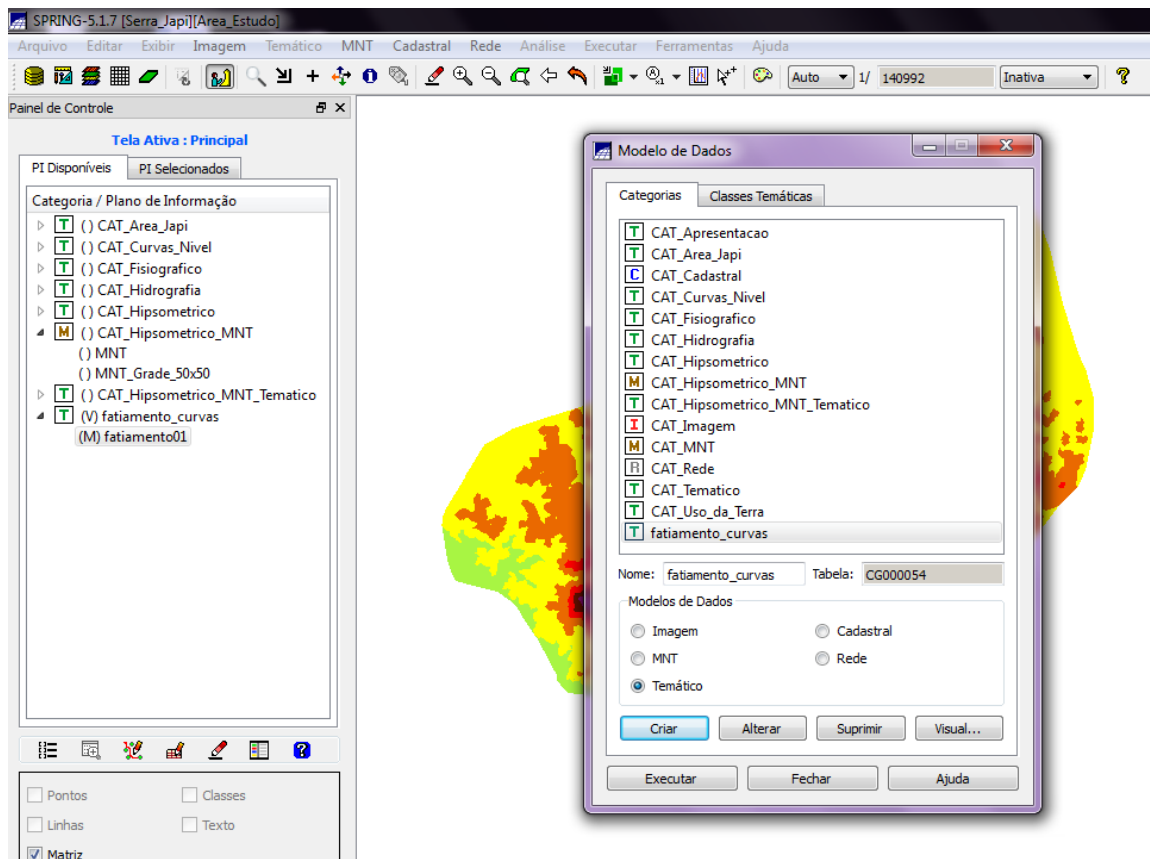 SPRING-5.1.7 [Serra_Japi][Area_Estudo]
Arquivo Editar Exibir Imagem Temático MNT Cadastral Rede Análise Executar Ferramentas Ajuda
Auto 1/ 140992 Inativa
Painel de Controle
Tela Ativa : Principal
PI Disponíveis PI Selecionados
Categoria / Plano de Informação
T () CAT_Area_Japi
T () CAT_Curvas_Nivel
T () CAT_Fisiografico
T () CAT_Hidrografia
T () CAT_Hipsometrico
M () CAT_Hipsometrico_MNT
() MNT
() MNT_Grade_50x50
T () CAT_Hipsometrico_MNT_Tematico
T (V) fatiamento_curvas
(M) fatiamento01
Pontos Classes
Linhas Texto
Matriz
Modelo de Dados
Categorias Classes Temáticas
T CAT_Apresentacao
T CAT_Area_Japi
C CAT_Cadastral
T CAT_Curvas_Nivel
T CAT_Fisiografico
T CAT_Hidrografia
T CAT_Hipsometrico
M CAT_Hipsometrico_MNT
T CAT_Hipsometrico_MNT_Tematico
I CAT_Imagem
M CAT_MNT
R CAT_Rede
T CAT_Tematico
T CAT_Uso_da_Terra
T fatiamento_curvas
Nome: fatiamento_curvas Tabela: CG000054
Modelos de Dados
Imagem Cadastral
MNT Rede
Temático
Criar Alterar Suprimir Visual...
Executar Fechar Ajuda